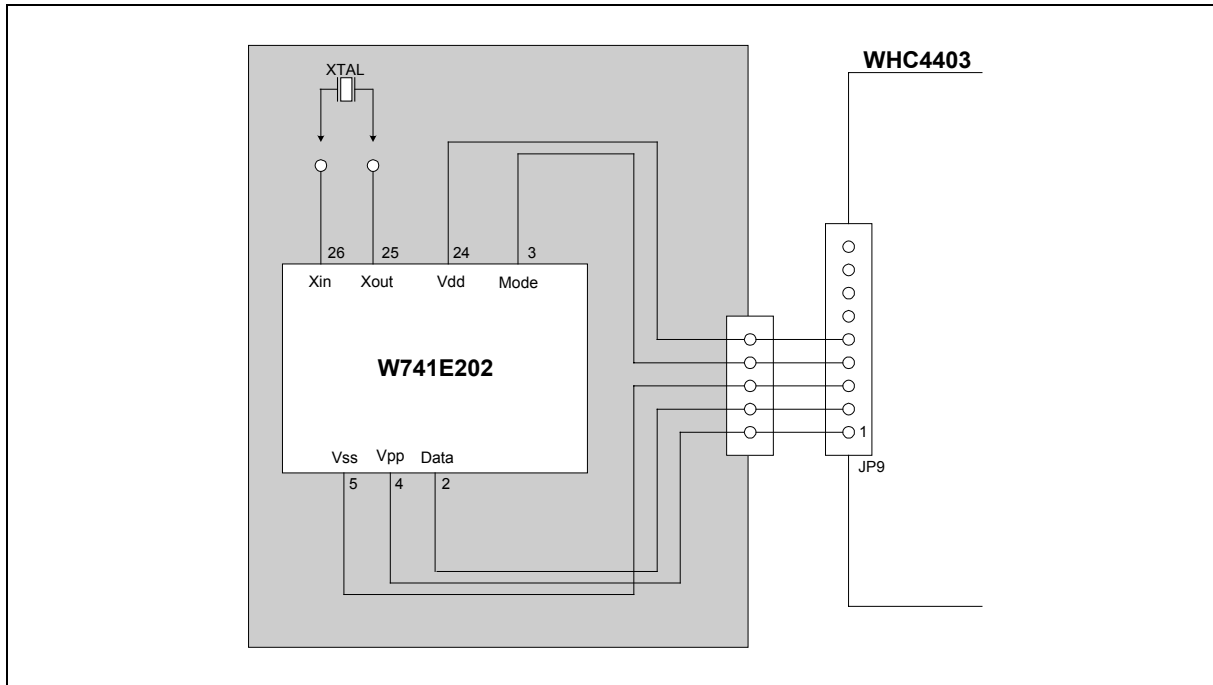 WHC4403
XTAL
26 25 24 3
Xin Xout Vdd Mode
W741E202
1
Vss Vpp Data
JP9
5 4 2